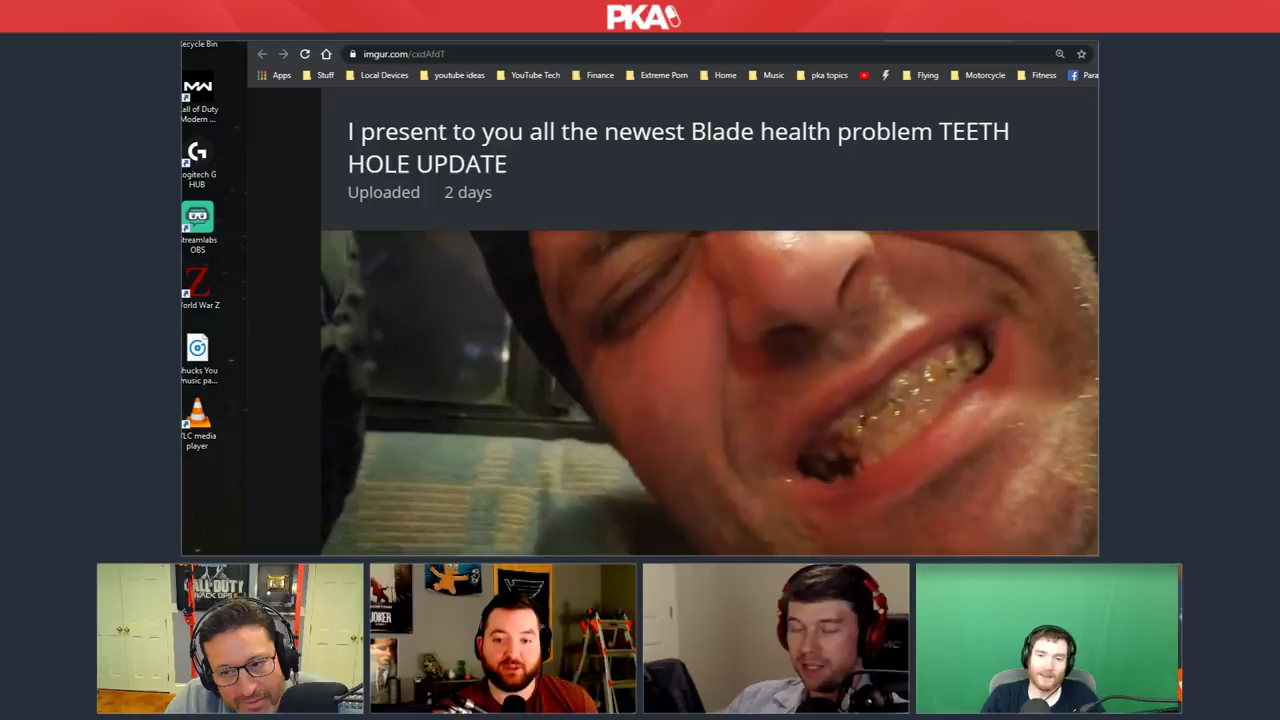 PKA
ecycle Bin
imgur.com/cxdAfdT
Apps Stuff Local Devices youtube ideas YouTube Tech Finance Extreme Porn Home Music pka topics Flying Motorcycle Fitness Para
all of Duty
Modern ...
ogitech G
HUB
treamlabs
OBS
orld War Z
hucks You
music pa...
LC media
player
I present to you all the newest Blade health problem TEETH
HOLE UPDATE
Uploaded 2 days
CALL OF DUTY
BLACK OPS
JOKER